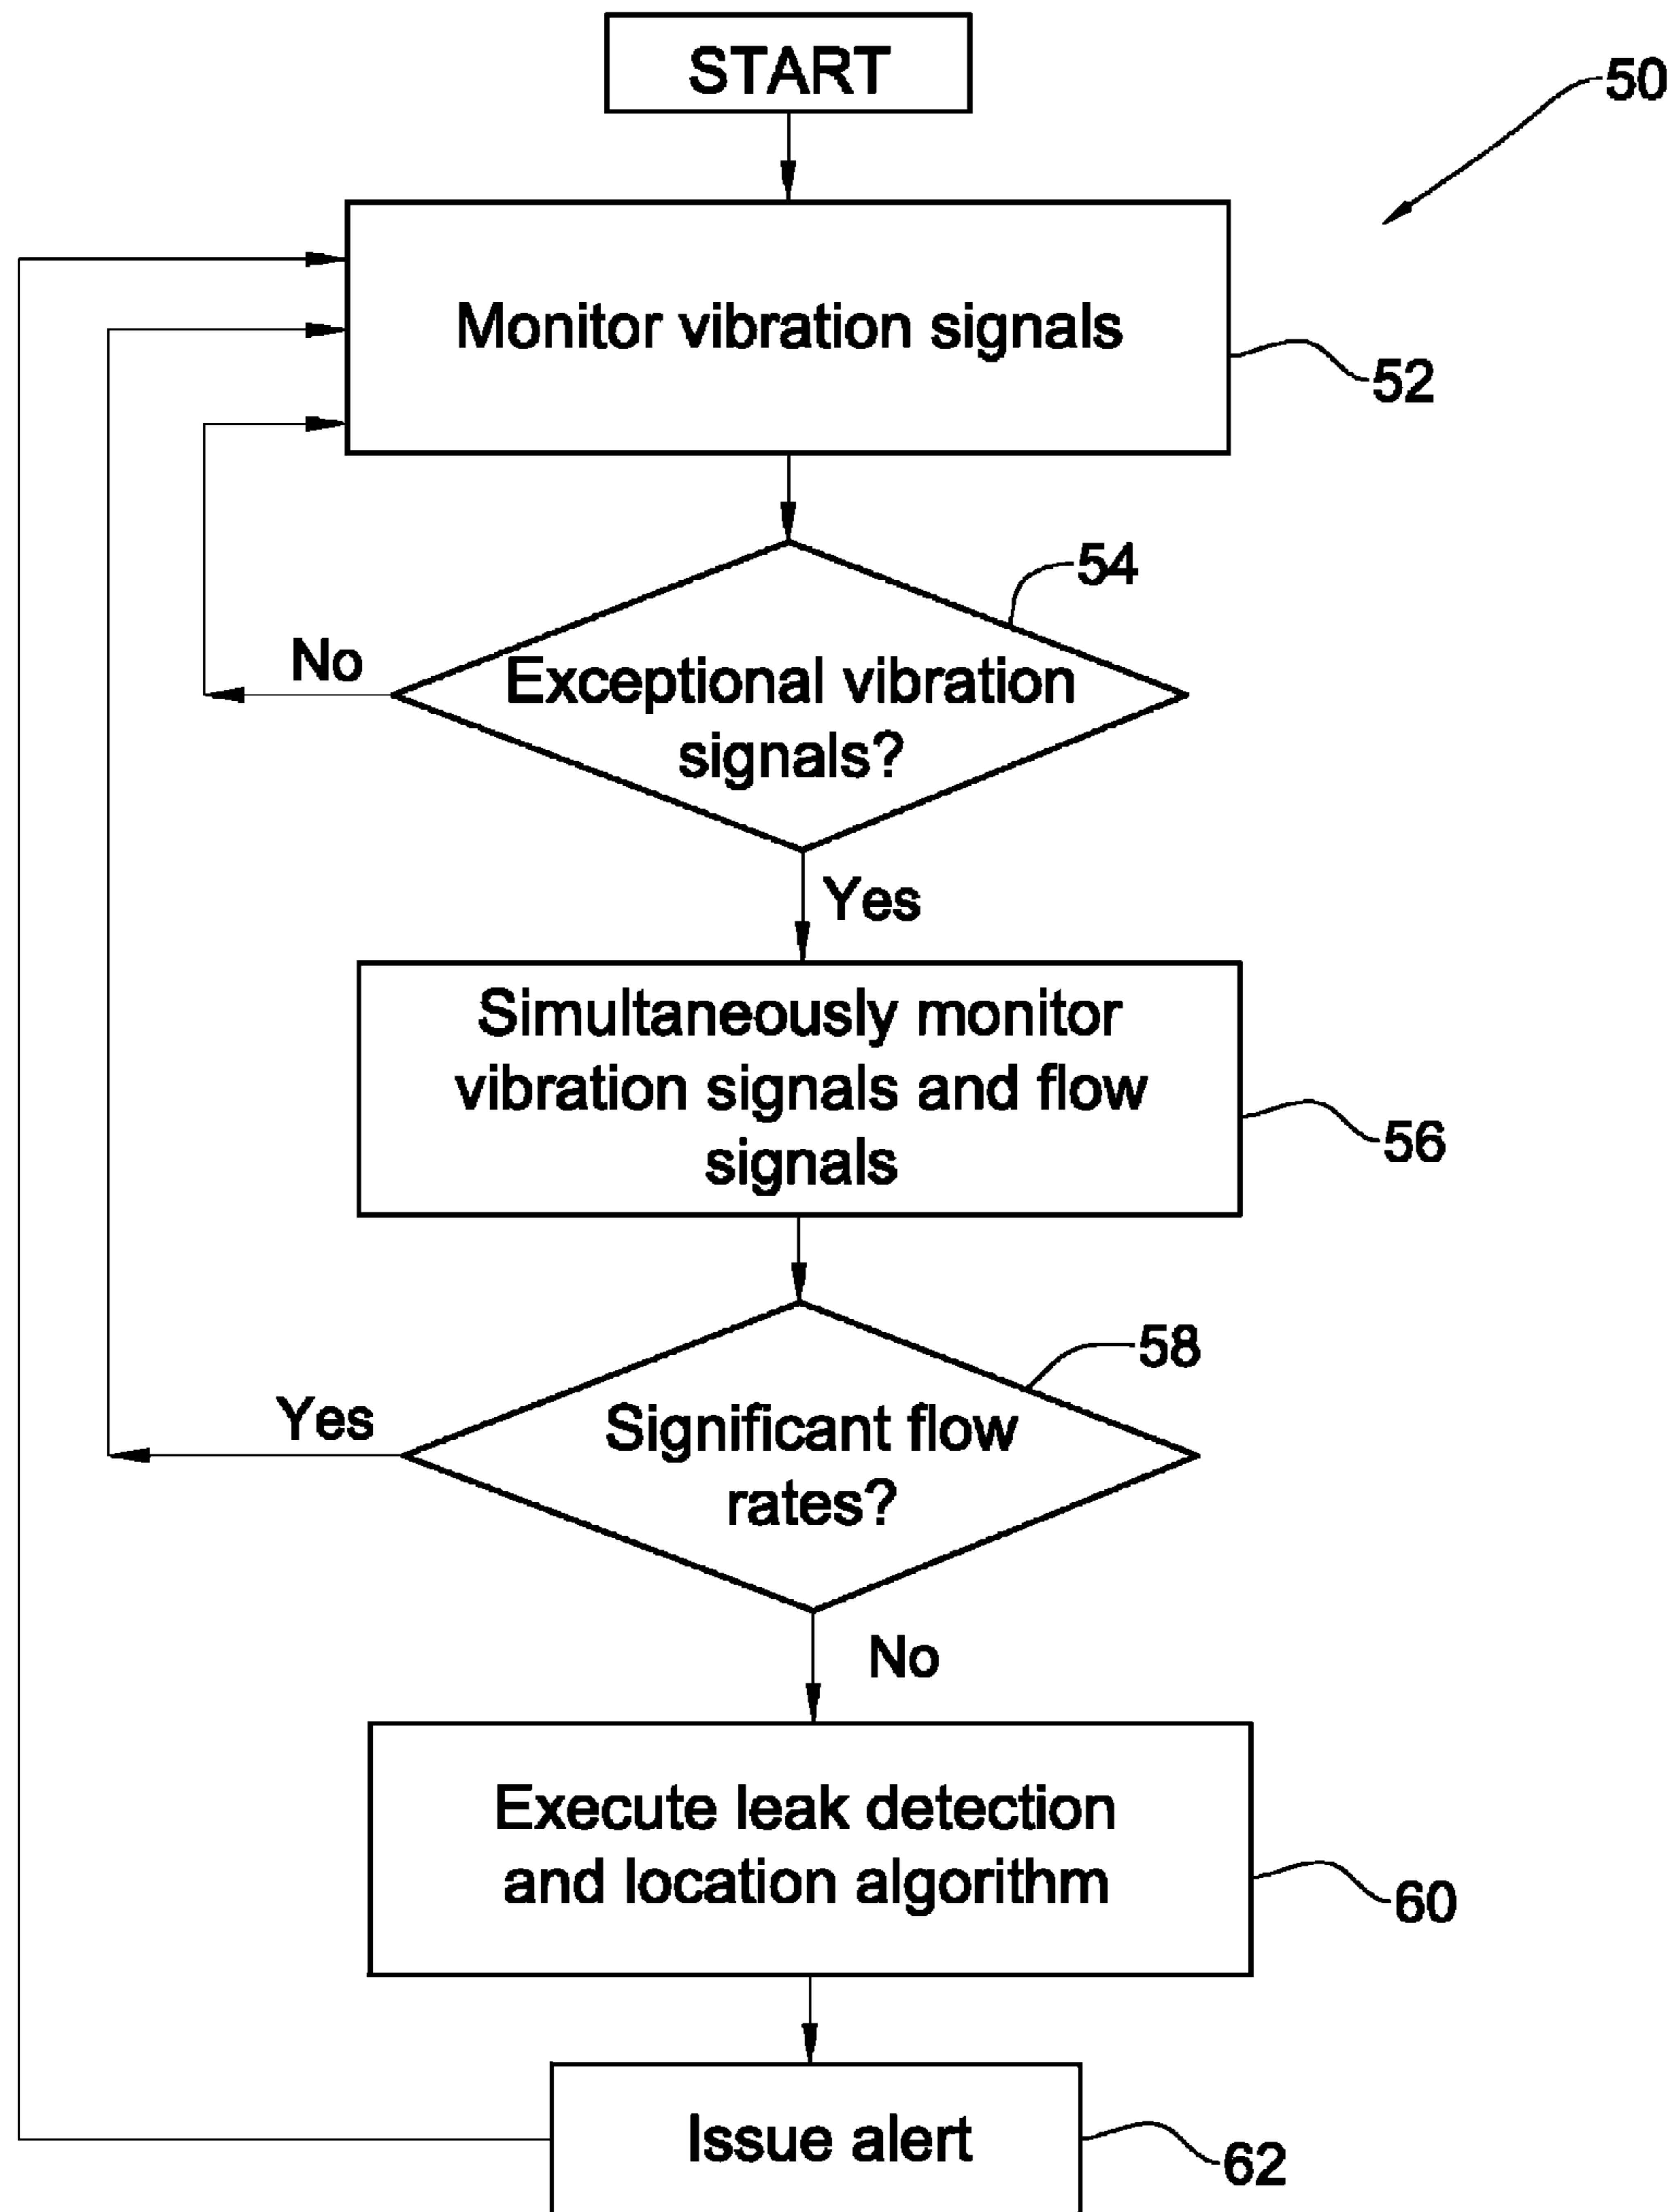 START
50
Monitor vibration signals
52
54
No
Exceptional vibration
signals?
Yes
Simultaneously monitor
vibration signals and flow
signals
56
58
Yes
Significant flow
rates?
No
Execute leak detection
and location algorithm
60
Issue alert
62